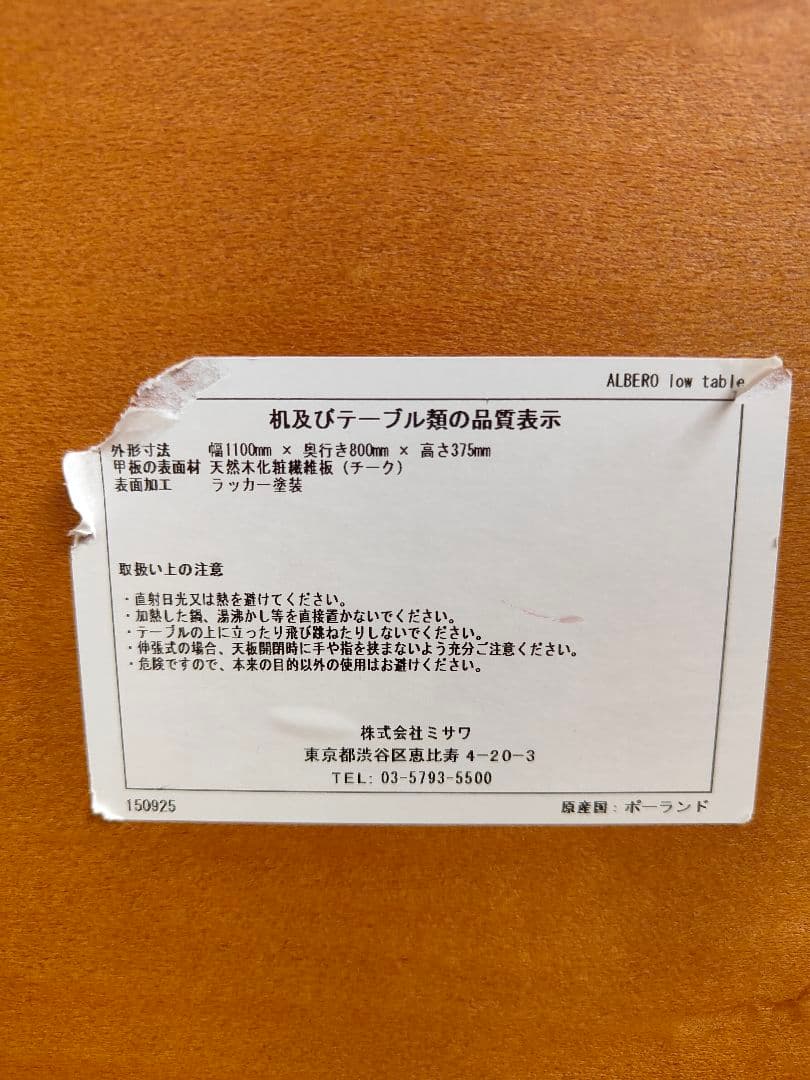 ALBERO low table
机及びテーブル類の品質表示
外形寸法 幅1100mm × 奥行き800mm × 高さ375mm
甲板の表面材 天然木化粧繊維板（チーク）
表面加工 ラッカー塗装
取扱い上の注意
・直射日光又は熱を避けてください。
・加熱した鍋、湯沸かし等を直接置かないでください。
・テーブルの上に立ったり飛び跳ねたりしないでください。
・伸張式の場合、天板開閉時に手や指を挟まないよう充分ご注意ください。
・危険ですので、本来の目的以外の使用はお避けください。
株式会社ミサワ
東京都渋谷区恵比寿 4-20-3
TEL: 03-5793-5500
150925 原産国：ポーランド